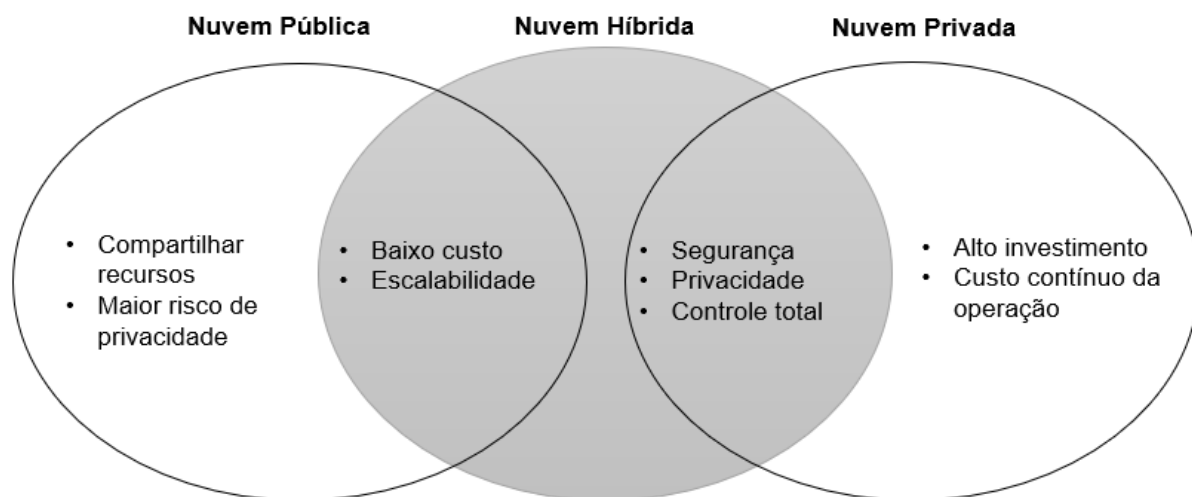 Nuvem Pública
Nuvem Híbrida
Nuvem Privada
• Compartilhar
recursos
• Maior risco de
privacidade
• Baixo custo
• Escalabilidade
• Segurança
• Privacidade
• Controle total
• Alto investimento
• Custo contínuo da
operação